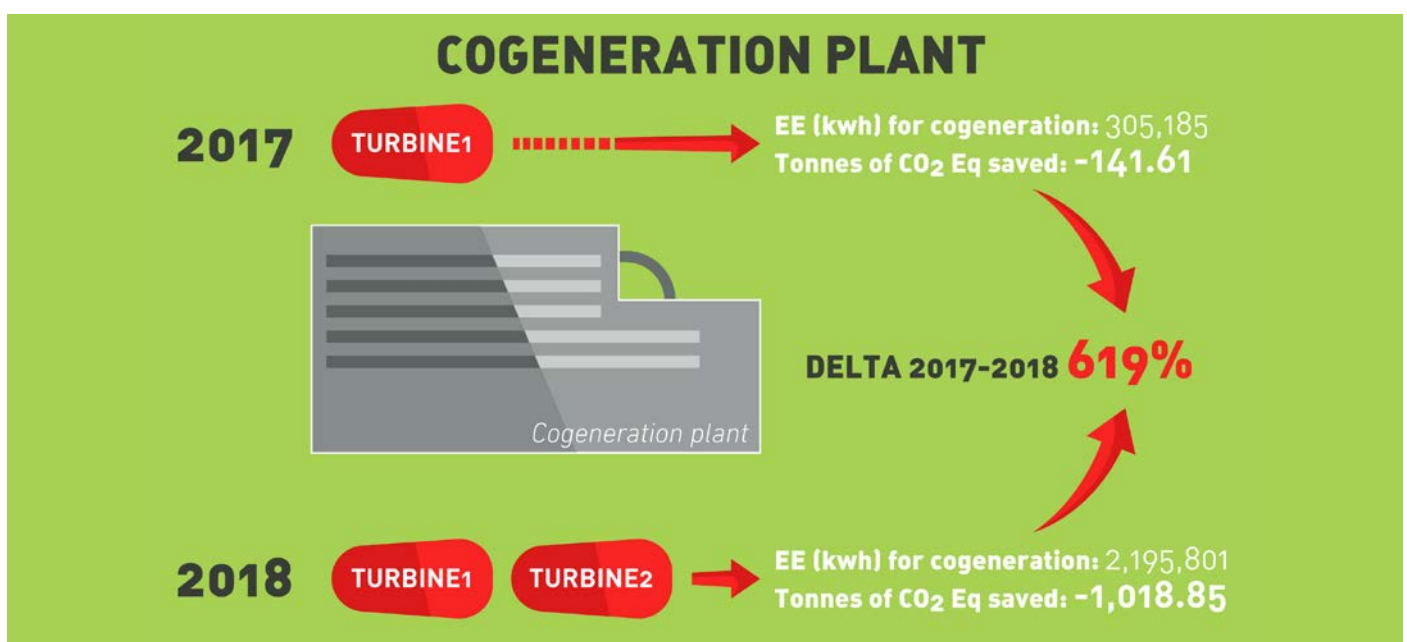 COGENERATION PLANT
2017
TURBINE1
EE (kwh) for cogeneration: 305,185
Tonnes of CO2 Eq saved: -141.61
Cogeneration plant
DELTA 2017-2018 619%
2018
TURBINE1
TURBINE2
EE (kwh) for cogeneration: 2,195,801
Tonnes of CO2 Eq saved: -1,018.85